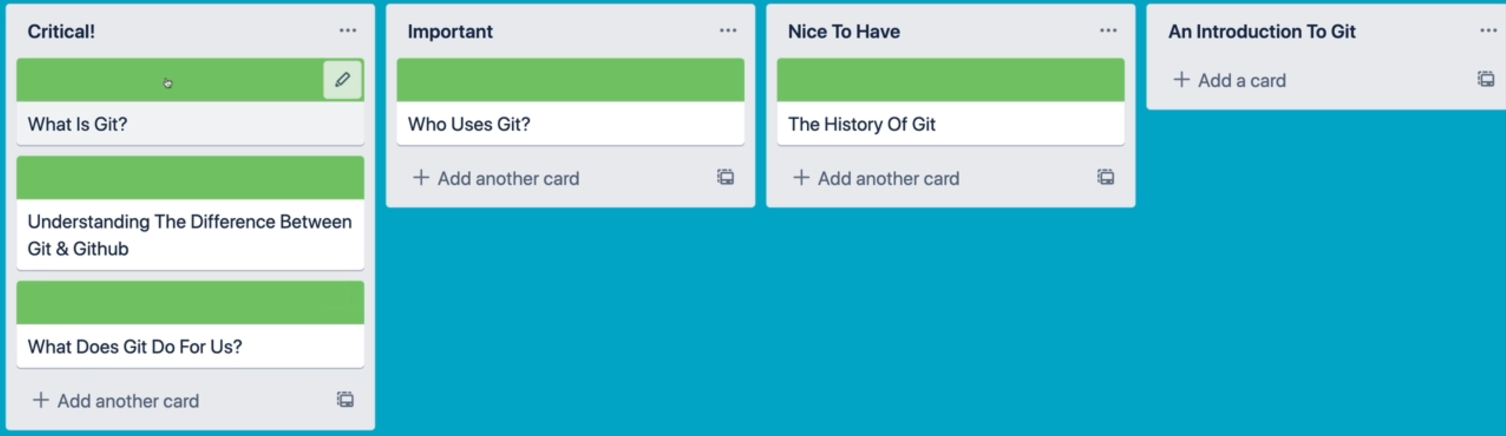 Critical!
What Is Git?
Understanding The Difference Between
Git & Github
What Does Git Do For Us?
+ Add another card
Important
Who Uses Git?
+ Add another card
Nice To Have
The History Of Git
+ Add another card
An Introduction To Git
+ Add a card